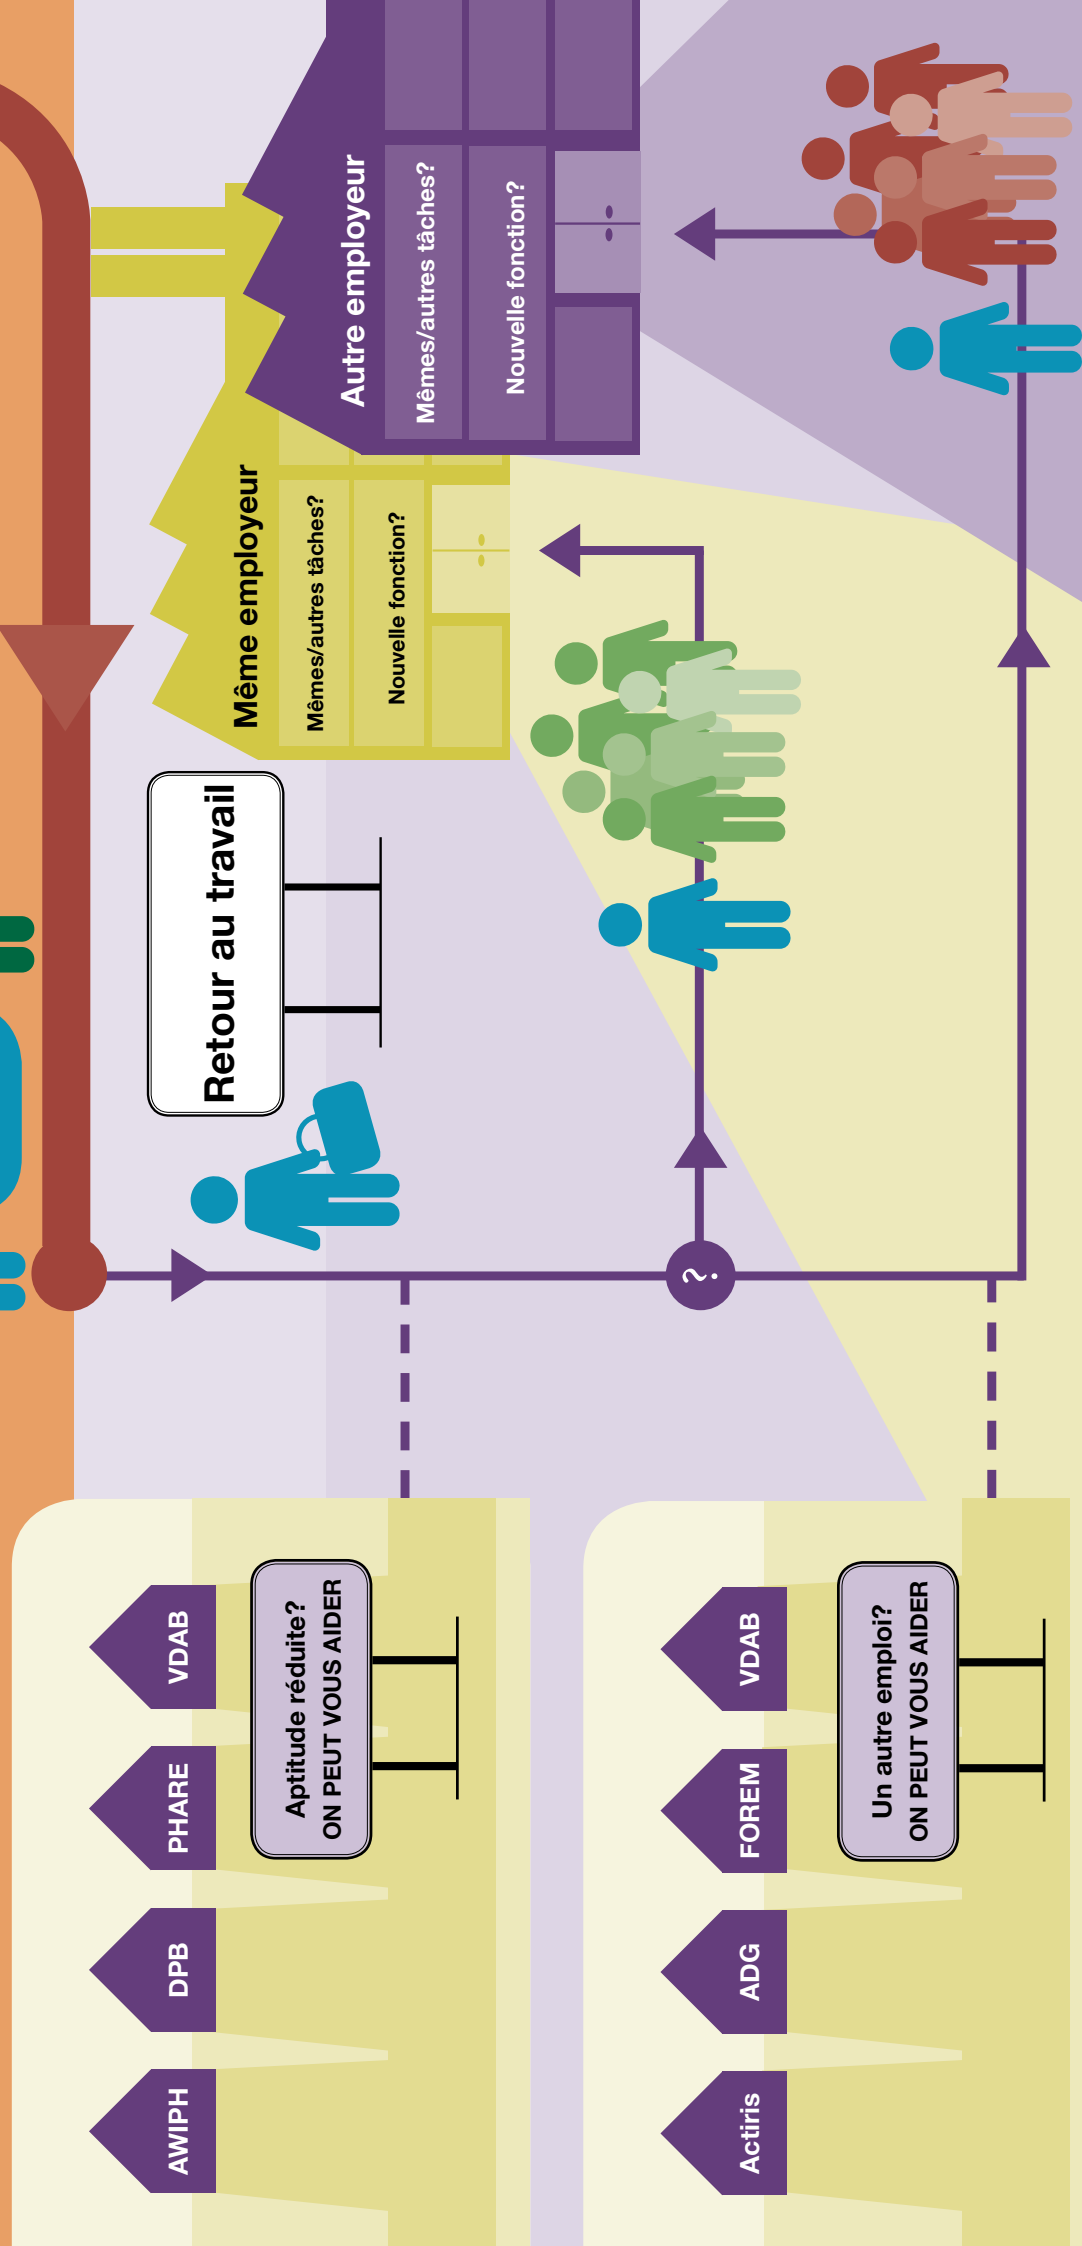 Retour au travail
Même employeur
Mêmes/autres tâches?
Nouvelle fonction?
Autre employeur
Mêmes/autres tâches?
Nouvelle fonction?
?
AWIPH
DPB
PHARE
VDAB
Aptitude réduite?
ON PEUT VOUS AIDER
Actiris
ADG
FOREM
VDAB
Un autre emploi?
ON PEUT VOUS AIDER